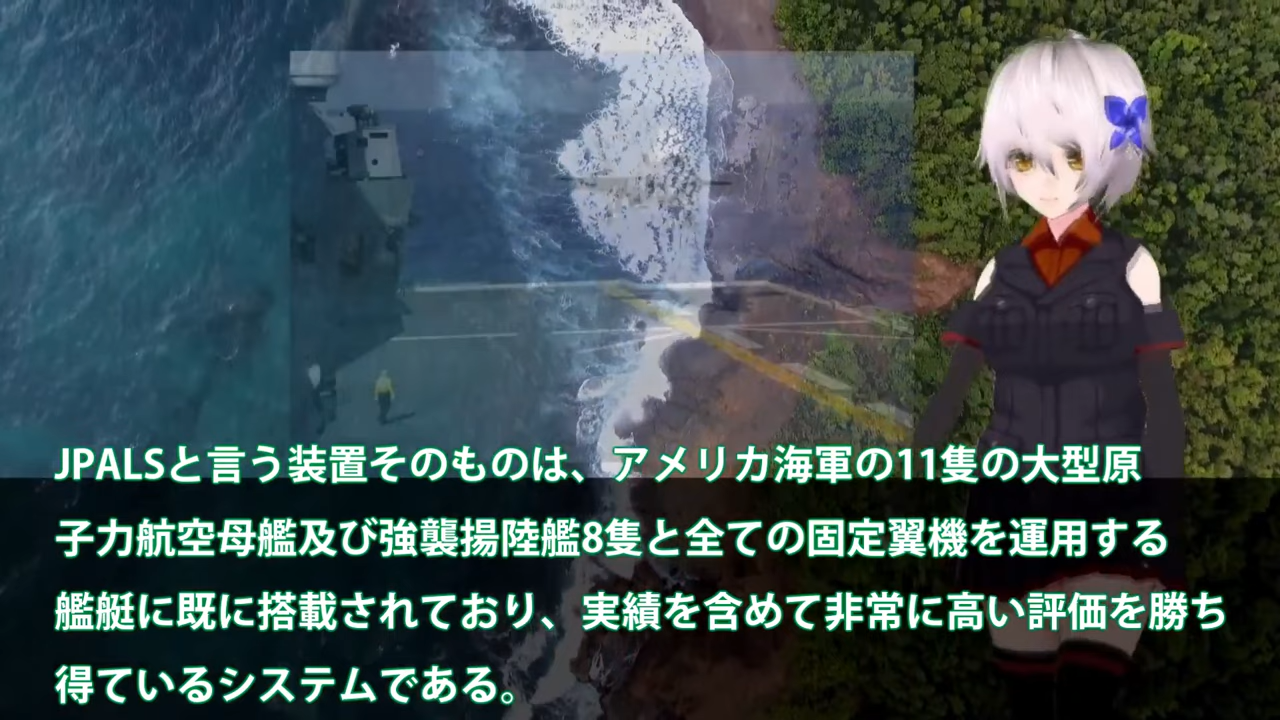 JPALSと言う装置そのものは、アメリカ海軍の11隻の大型原
子力航空母艦及び強襲揚陸艦8隻と全ての固定翼機を運用する
艦艇に既に搭載されており、実績を含めて非常に高い評価を勝ち
得ているシステムである。